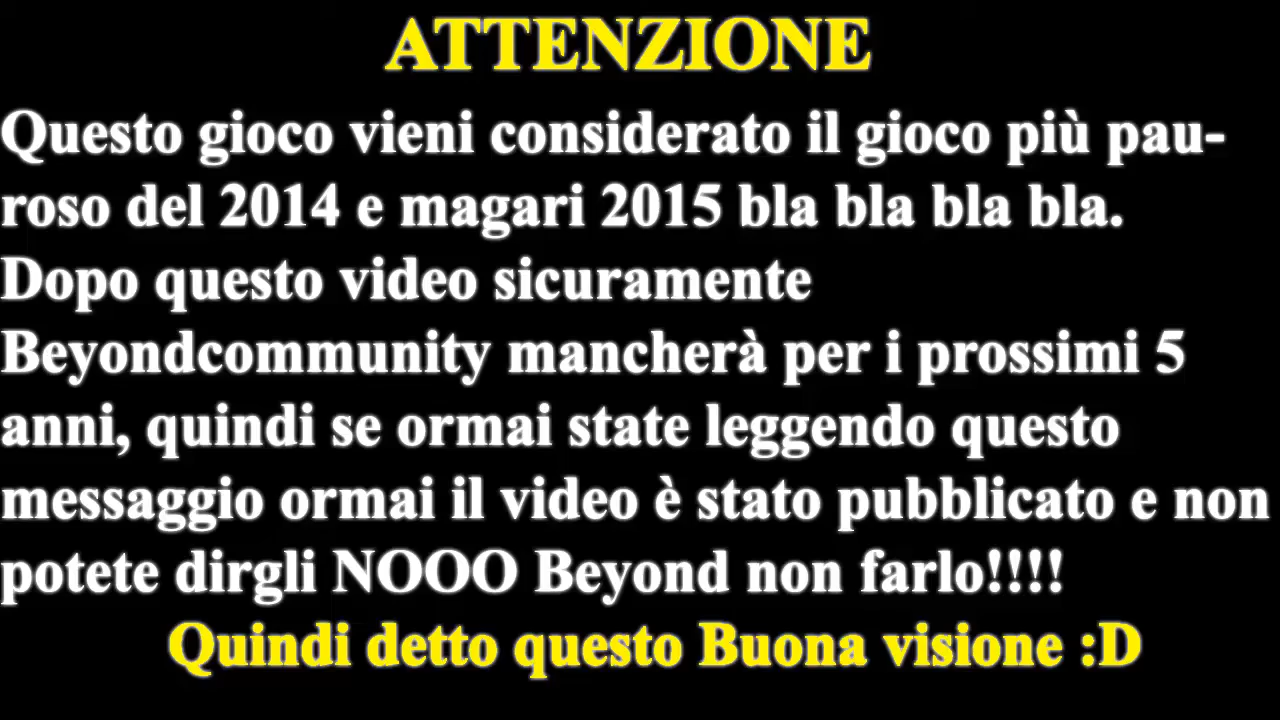 ATTENZIONE
Questo gioco vieni considerato il gioco più pau-
roso del 2014 e magari 2015 bla bla bla bla.
Dopo questo video sicuramente
Beyondcommunity mancherà per i prossimi 5
anni, quindi se ormai state leggendo questo
messaggio ormai il video è stato pubblicato e non
potete dirgli NOOO Beyond non farlo!!!!
Quindi detto questo Buona visione :D